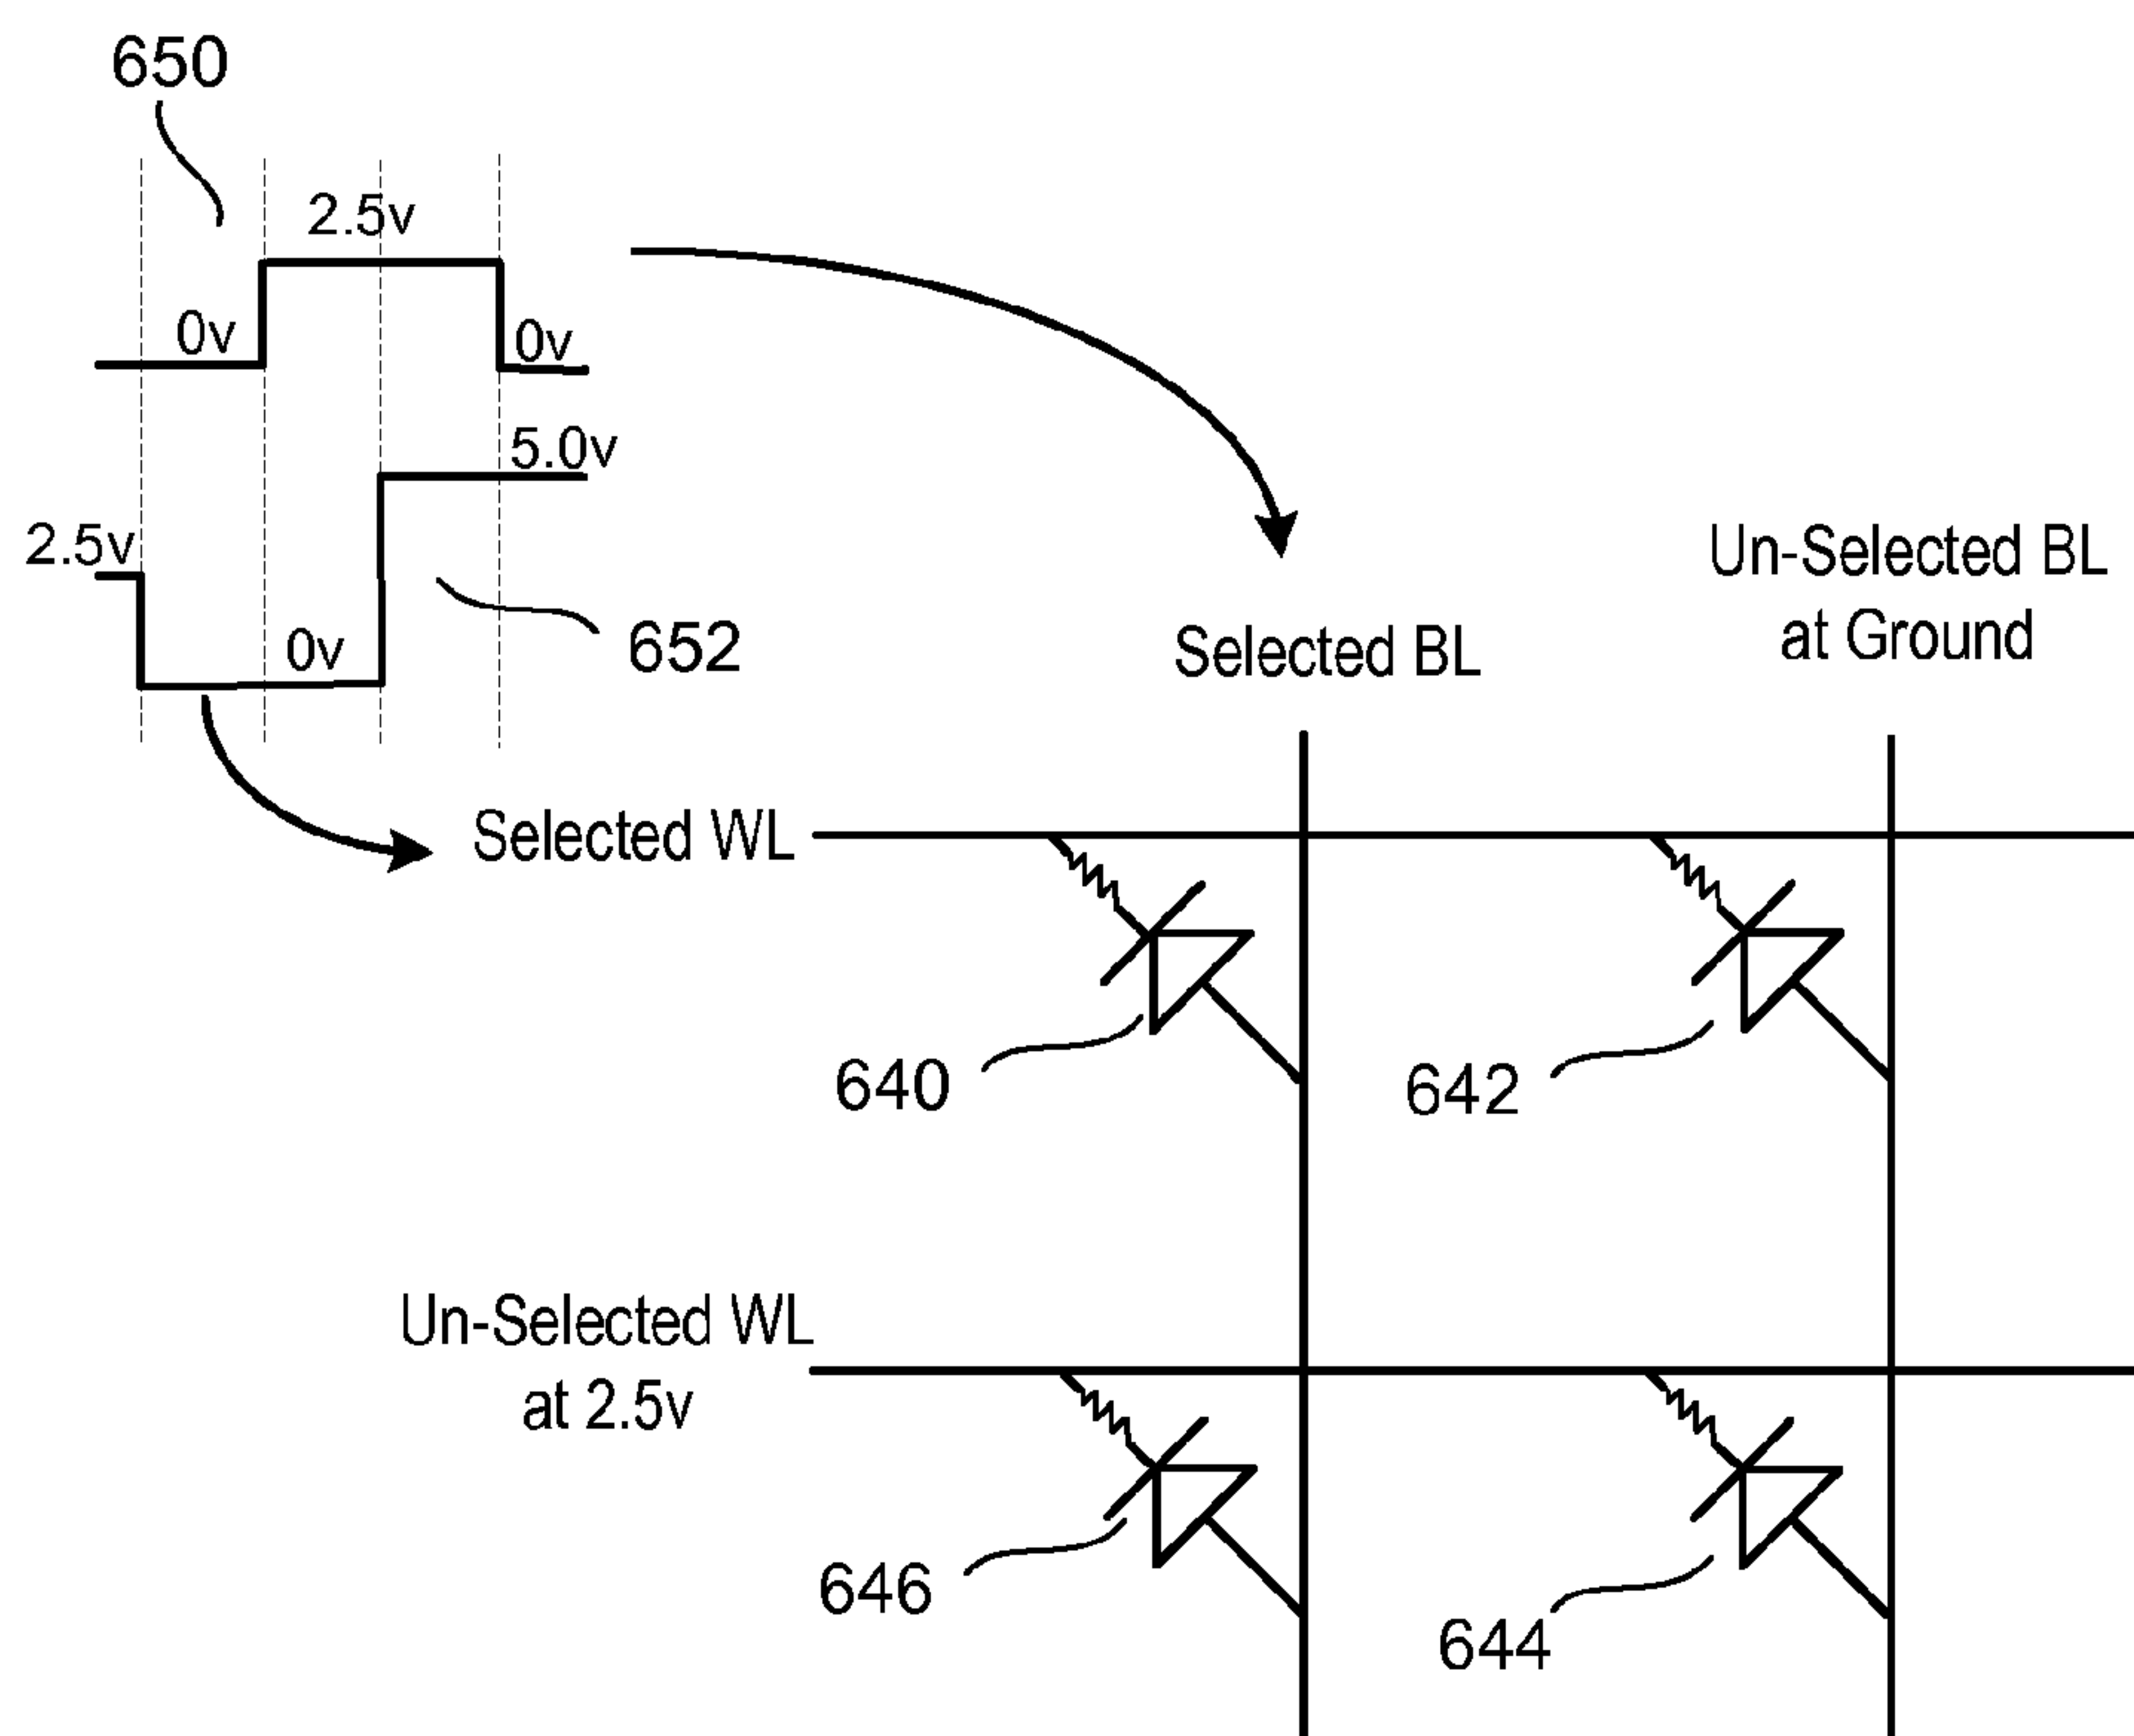 650
2.5v
0v
0v
5.0v
2.5v
0v
652
Selected BL
Un-Selected BL
at Ground
Selected WL
640
642
Un-Selected WL
at 2.5v
646
644